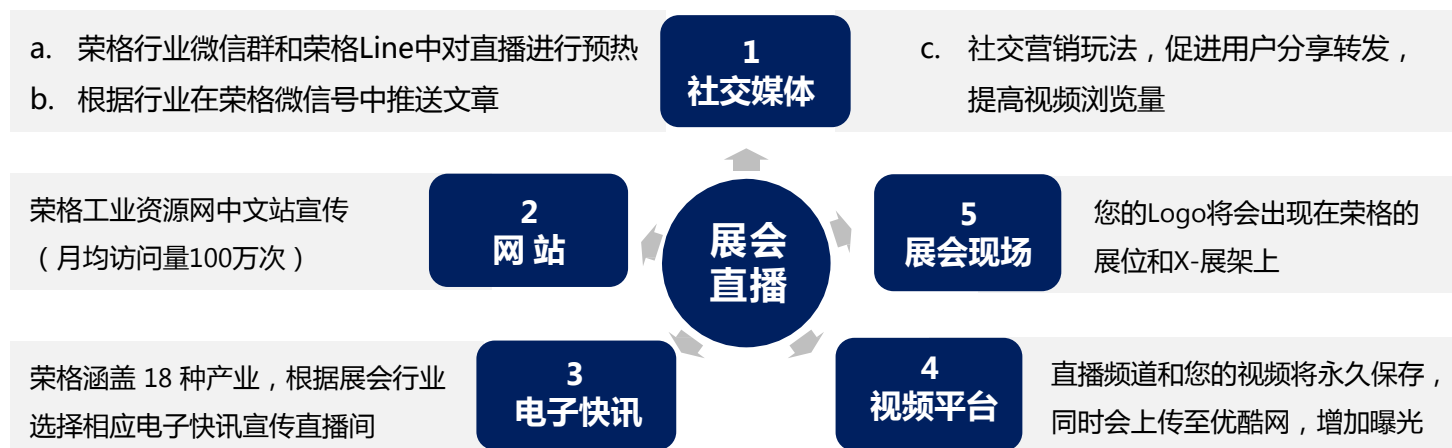 a. 荣格行业微信群和荣格Line中对直播进行预热
b. 根据行业在荣格微信号中推送文章
1
社交媒体
c. 社交营销玩法，促进用户分享转发，
提高视频浏览量
荣格工业资源网中文站宣传
（月均访问量100万次）
2
网 站
展会
直播
5
展会现场
您的Logo将会出现在荣格的
展位和X-展架上
荣格涵盖 18 种产业，根据展会行业
选择相应电子快讯宣传直播间
3
电子快讯
4
视频平台
直播频道和您的视频将永久保存，
同时会上传至优酷网，增加曝光